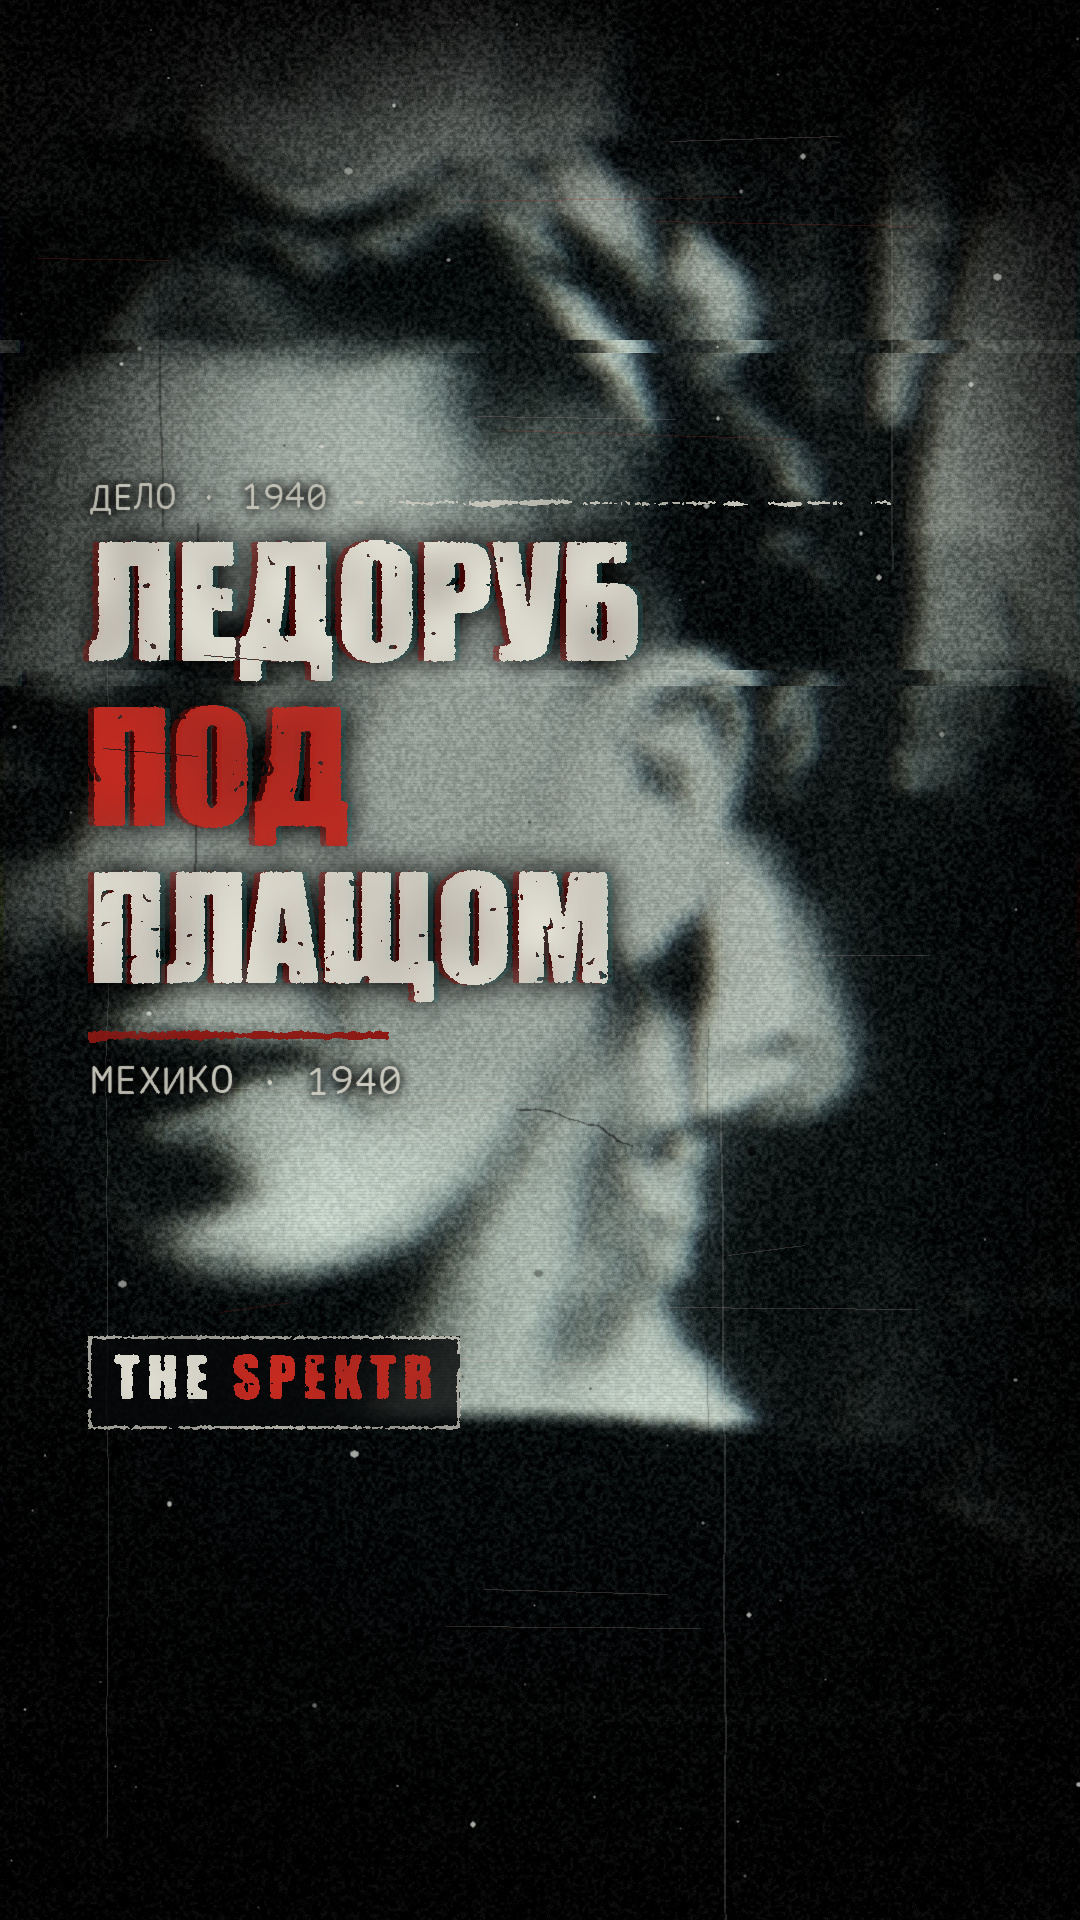 ДЕЛО · 1940
ЛЕДОРУБ
ПОД
ПЛАЩОМ
МЕХИКО · 1940
THE SPEKTR